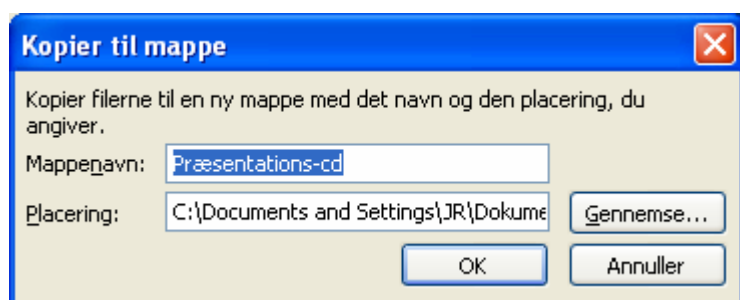 Kopier til mappe
Kopier filerne til en ny mappe med det navn og den placering, du
angiver.
Mappenavn: Præsentations-cd
Placering: C:\Documents and Settings\JR\Dokume Gennemse...
OK Annuller